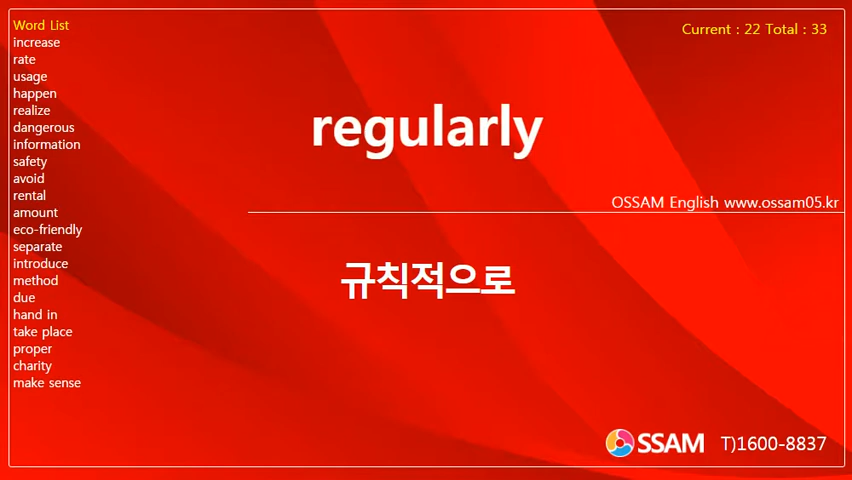 Word List
increase
rate
usage
happen
realize
dangerous
information
safety
avoid
rental
amount
eco-friendly
separate
introduce
method
due
hand in
take place
proper
charity
make sense
Current : 22 Total : 33
regularly
OSSAM English www.ossam05.kr
규칙적으로
OSSAM T)1600-8837